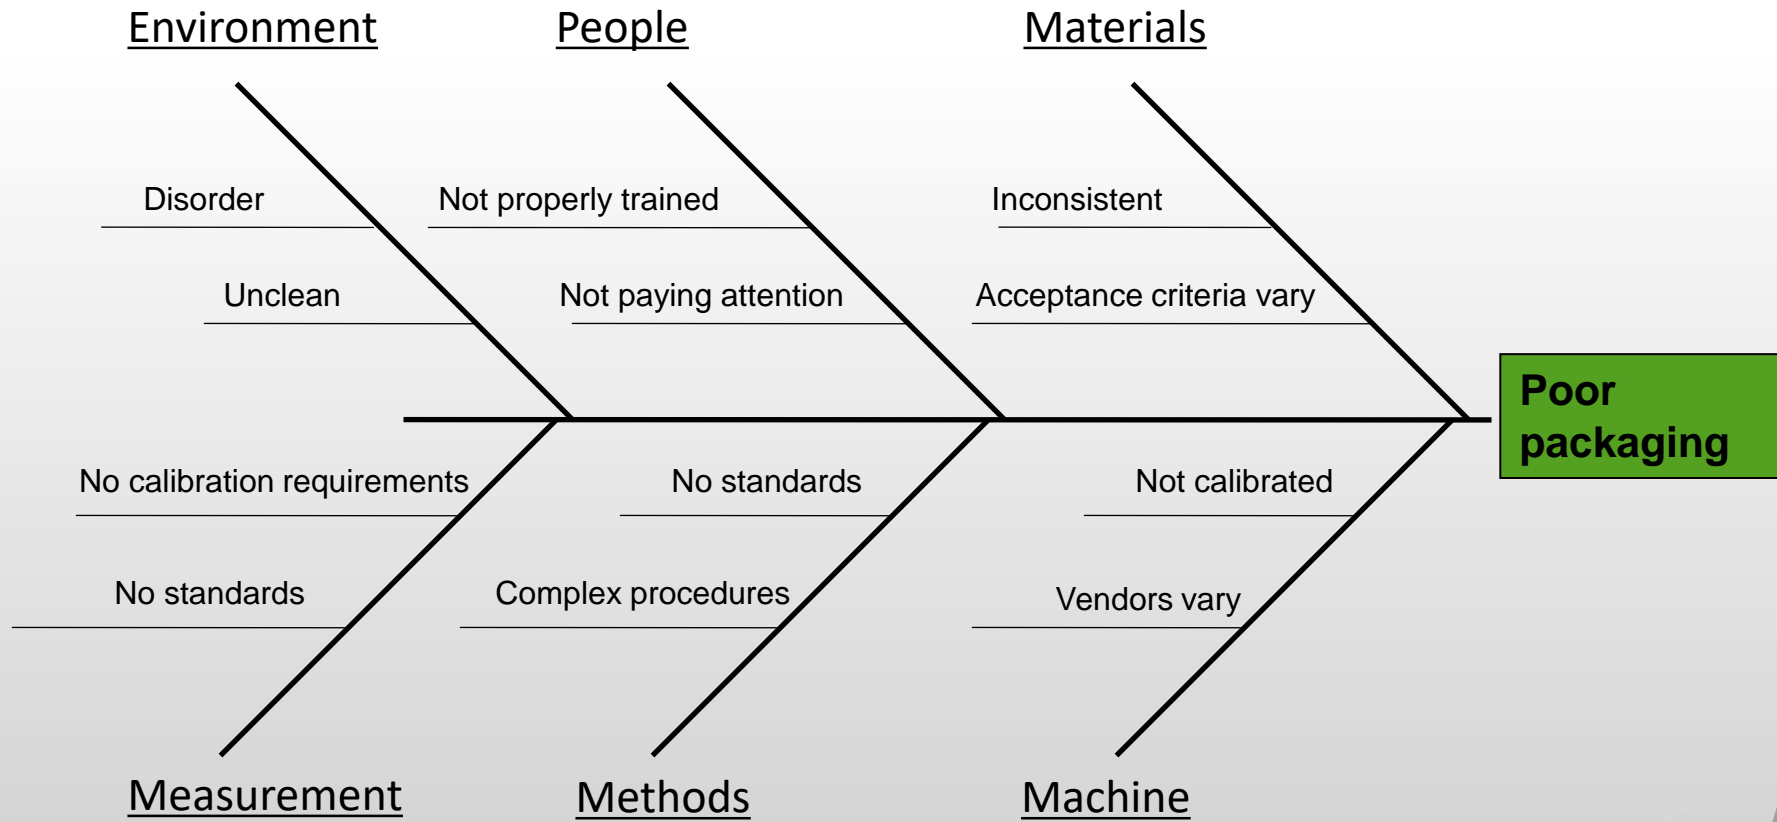 Environment
People
Materials
Disorder
Not properly trained
Inconsistent
Unclean
Not paying attention
Acceptance criteria vary
Poor
packaging
No calibration requirements
No standards
Not calibrated
No standards
Complex procedures
Vendors vary
Measurement
Methods
Machine